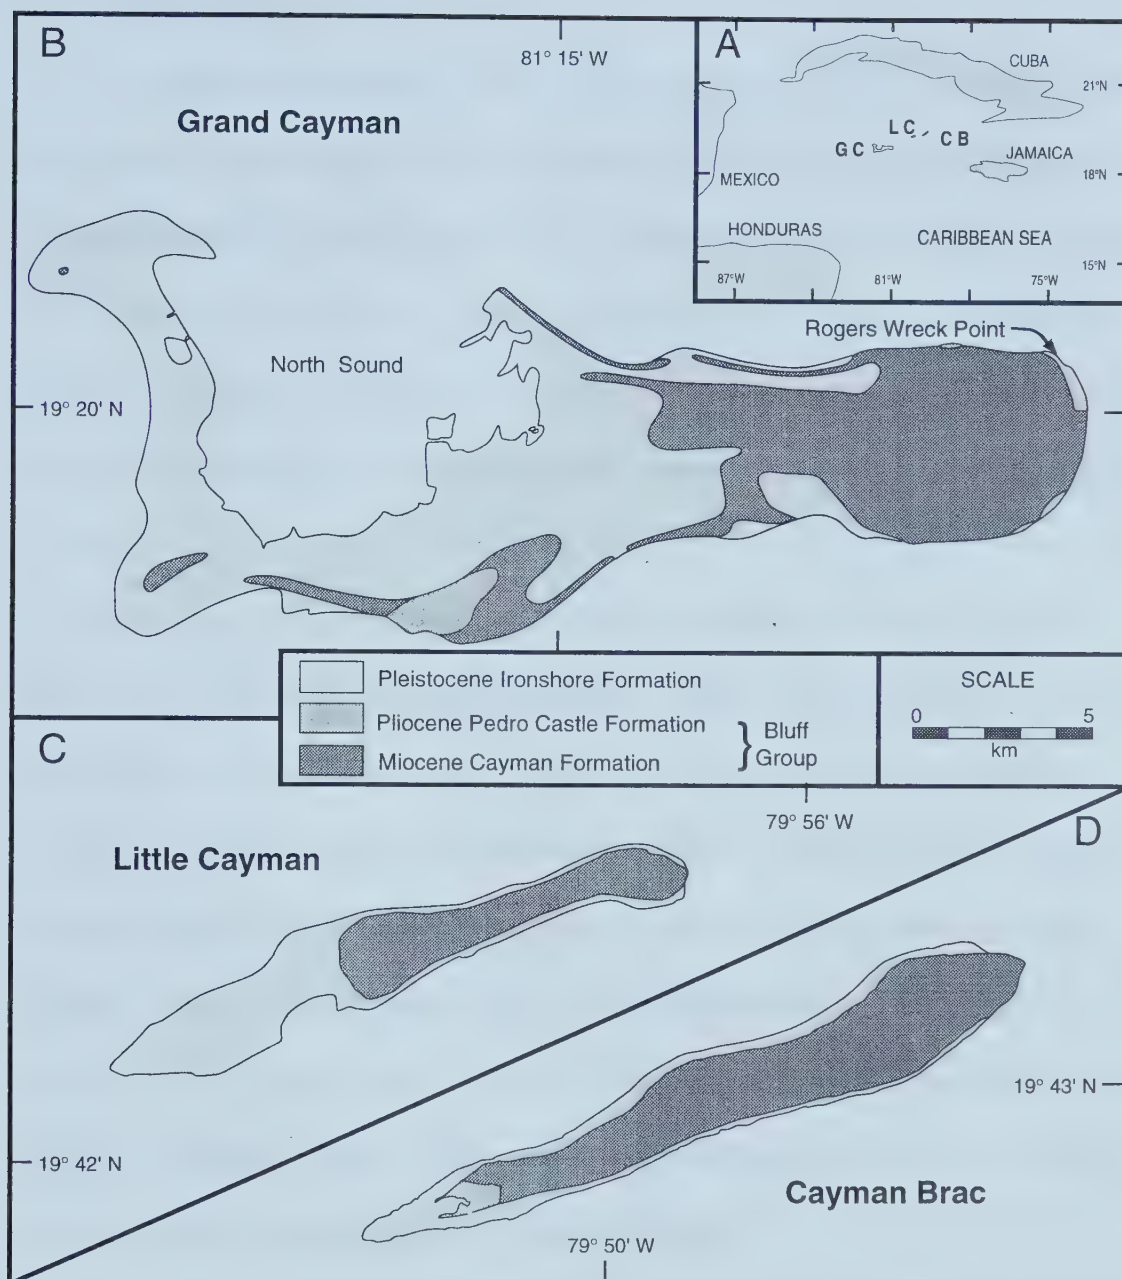 B
81° 15' W
Grand Cayman
North Sound
19° 20' N
A
CUBA
21°N
L C
C B
G C
JAMAICA
18°N
MEXICO
HONDURAS
CARIBBEAN SEA
15°N
87°W
81°W
75°W
Rogers Wreck Point
Pleistocene Ironshore Formation
Pliocene Pedro Castle Formation
Miocene Cayman Formation
} Bluff
Group
SCALE
0 5
km
C
79° 56' W
Little Cayman
19° 42' N
D
19° 43' N
Cayman Brac
79° 50' W